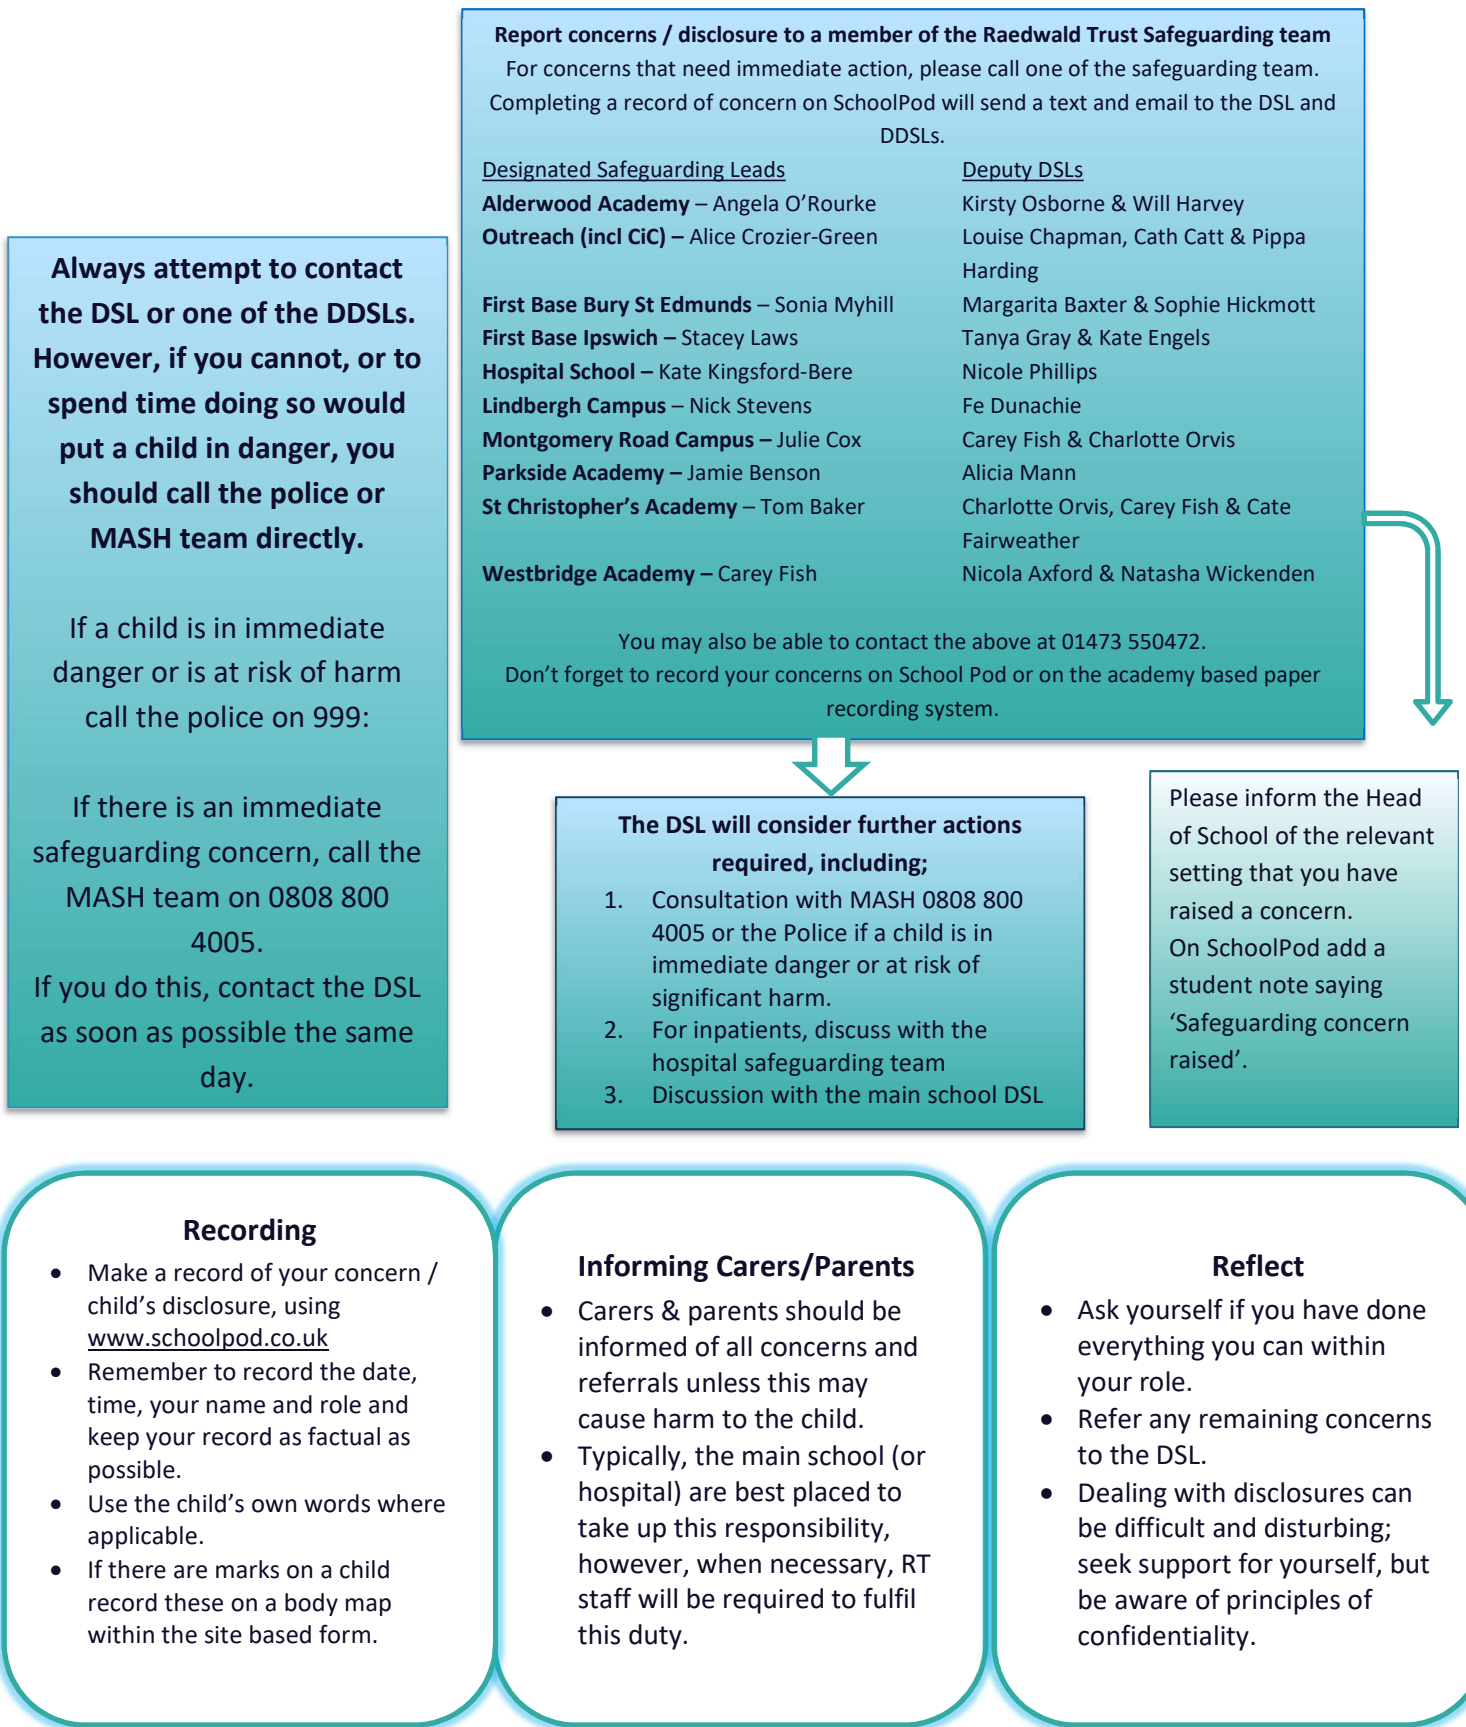 Report concerns / disclosure to a member of the Raedwald Trust Safeguarding team
For concerns that need immediate action, please call one of the safeguarding team.
Completing a record of concern on SchoolPod will send a text and email to the DSL and
DDSLs.
Designated Safeguarding Leads Deputy DSLs
Alderwood Academy – Angela O’Rourke Kirsty Osborne & Will Harvey
Outreach (incl CiC) – Alice Crozier-Green Louise Chapman, Cath Catt & Pippa
Harding
First Base Bury St Edmunds – Sonia Myhill Margarita Baxter & Sophie Hickmott
First Base Ipswich – Stacey Laws Tanya Gray & Kate Engels
Hospital School – Kate Kingsford-Bere Nicole Phillips
Lindbergh Campus – Nick Stevens Fe Dunachie
Montgomery Road Campus – Julie Cox Carey Fish & Charlotte Orvis
Parkside Academy – Jamie Benson Alicia Mann
St Christopher’s Academy – Tom Baker Charlotte Orvis, Carey Fish & Cate
Fairweather
Westbridge Academy – Carey Fish Nicola Axford & Natasha Wickenden
You may also be able to contact the above at 01473 550472.
Don’t forget to record your concerns on School Pod or on the academy based paper
recording system.
Always attempt to contact
the DSL or one of the DDSLs.
However, if you cannot, or to
spend time doing so would
put a child in danger, you
should call the police or
MASH team directly.
If a child is in immediate
danger or is at risk of harm
call the police on 999:
If there is an immediate
safeguarding concern, call the
MASH team on 0808 800
4005.
If you do this, contact the DSL
as soon as possible the same
day.
The DSL will consider further actions
required, including;
1. Consultation with MASH 0808 800
4005 or the Police if a child is in
immediate danger or at risk of
significant harm.
2. For inpatients, discuss with the
hospital safeguarding team
3. Discussion with the main school DSL
Please inform the Head
of School of the relevant
setting that you have
raised a concern.
On SchoolPod add a
student note saying
‘Safeguarding concern
raised’.
Recording
• Make a record of your concern /
child’s disclosure, using
www.schoolpod.co.uk
• Remember to record the date,
time, your name and role and
keep your record as factual as
possible.
• Use the child’s own words where
applicable.
• If there are marks on a child
record these on a body map
within the site based form.
Informing Carers/Parents
• Carers & parents should be
informed of all concerns and
referrals unless this may
cause harm to the child.
• Typically, the main school (or
hospital) are best placed to
take up this responsibility,
however, when necessary, RT
staff will be required to fulfil
this duty.
Reflect
• Ask yourself if you have done
everything you can within
your role.
• Refer any remaining concerns
to the DSL.
• Dealing with disclosures can
be difficult and disturbing;
seek support for yourself, but
be aware of principles of
confidentiality.